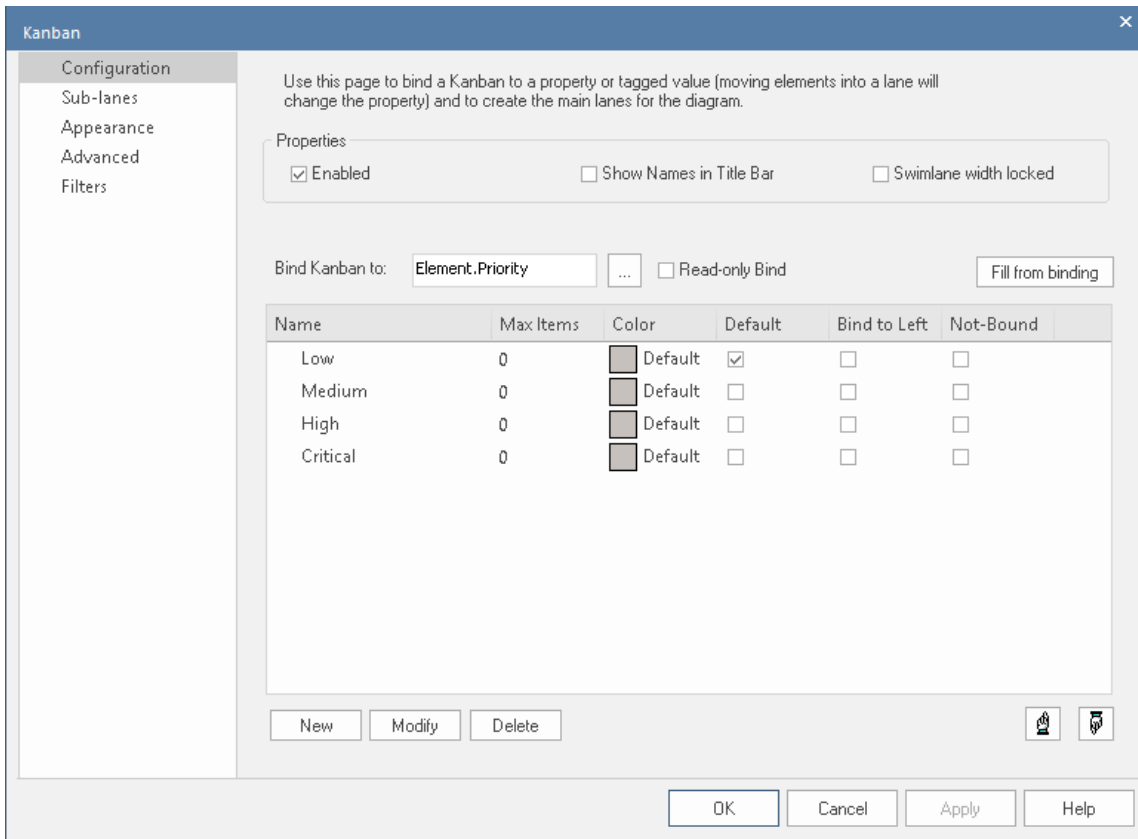 Kanban
Configuration
Sub-lanes
Appearance
Advanced
Filters
Use this page to bind a Kanban to a property or tagged value (moving elements into a lane will
change the property) and to create the main lanes for the diagram.
Properties
Enabled Show Names in Title Bar Swimlane width locked
Bind Kanban to: Element.Priority ... Read-only Bind Fill from binding
Name Max Items Color Default Bind to Left Not-Bound
Low 0 Default
Medium 0 Default
High 0 Default
Critical 0 Default
New Modify Delete
OK Cancel Apply Help